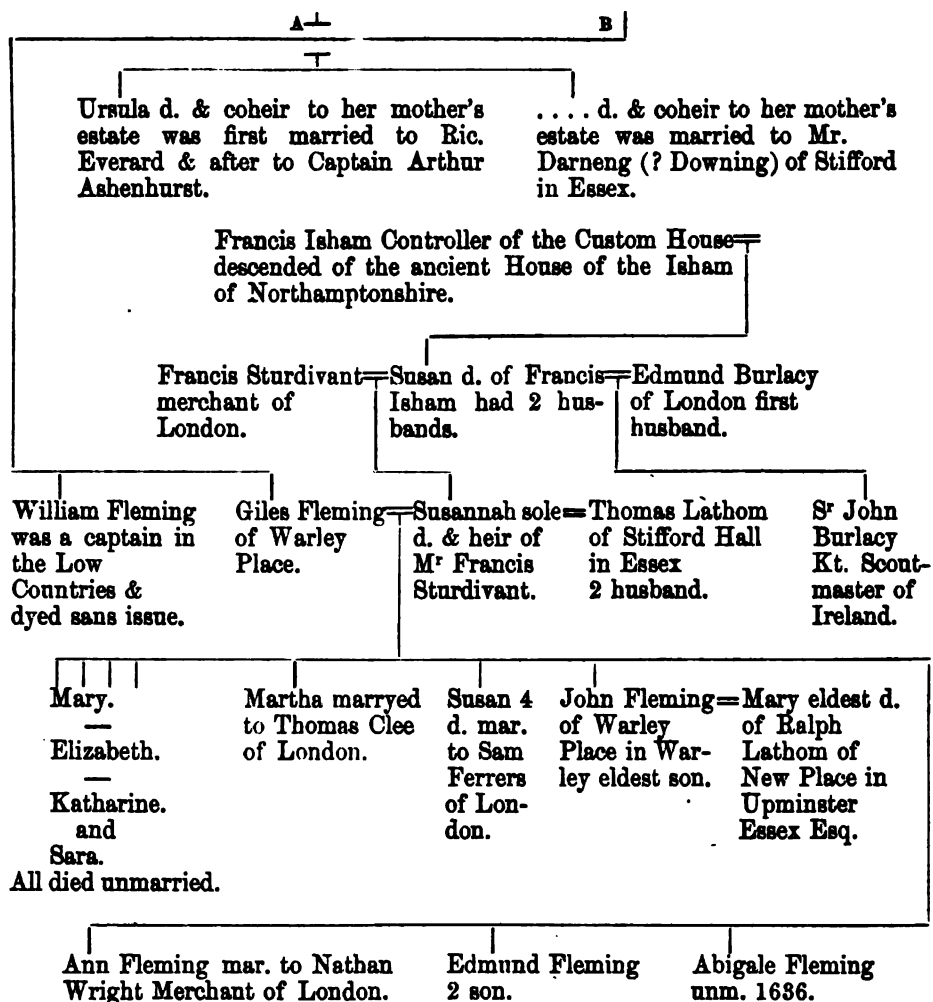 A B
Ursula d. & coheir to her mother's
estate was first married to Ric.
Everard & after to Captain Arthur
Ashenhurst.
. . . . d. & coheir to her mother's
estate was married to Mr.
Darneng (? Downing) of Stifford
in Essex.
Francis Isham Controller of the Custom House
descended of the ancient House of the Isham
of Northamptonshire.
Francis Sturdivant
merchant of
London.
Susan d. of Francis
Isham had 2 hus-
bands.
Edmund Burlacy
of London first
husband.
William Fleming
was a captain in
the Low
Countries &
dyed sans issue.
Giles Fleming
of Warley
Place.
Susannah sole
d. & heir of
Mr Francis
Sturdivant.
Thomas Lathom
of Stifford Hall
in Essex
2 husband.
Sr John
Burlacy
Kt. Scout-
master of
Ireland.
Mary.
—
Elizabeth.
—
Katharine.
and
Sara.
All died unmarried.
Martha marryed
to Thomas Clee
of London.
Susan 4
d. mar.
to Sam
Ferrers
of Lon-
don.
John Fleming
of Warley
Place in War-
ley eldest son.
Mary eldest d.
of Ralph
Lathom of
New Place in
Upminster
Essex Esq.
Ann Fleming mar. to Nathan
Wright Merchant of London.
Edmund Fleming
2 son.
Abigale Fleming
unm. 1636.